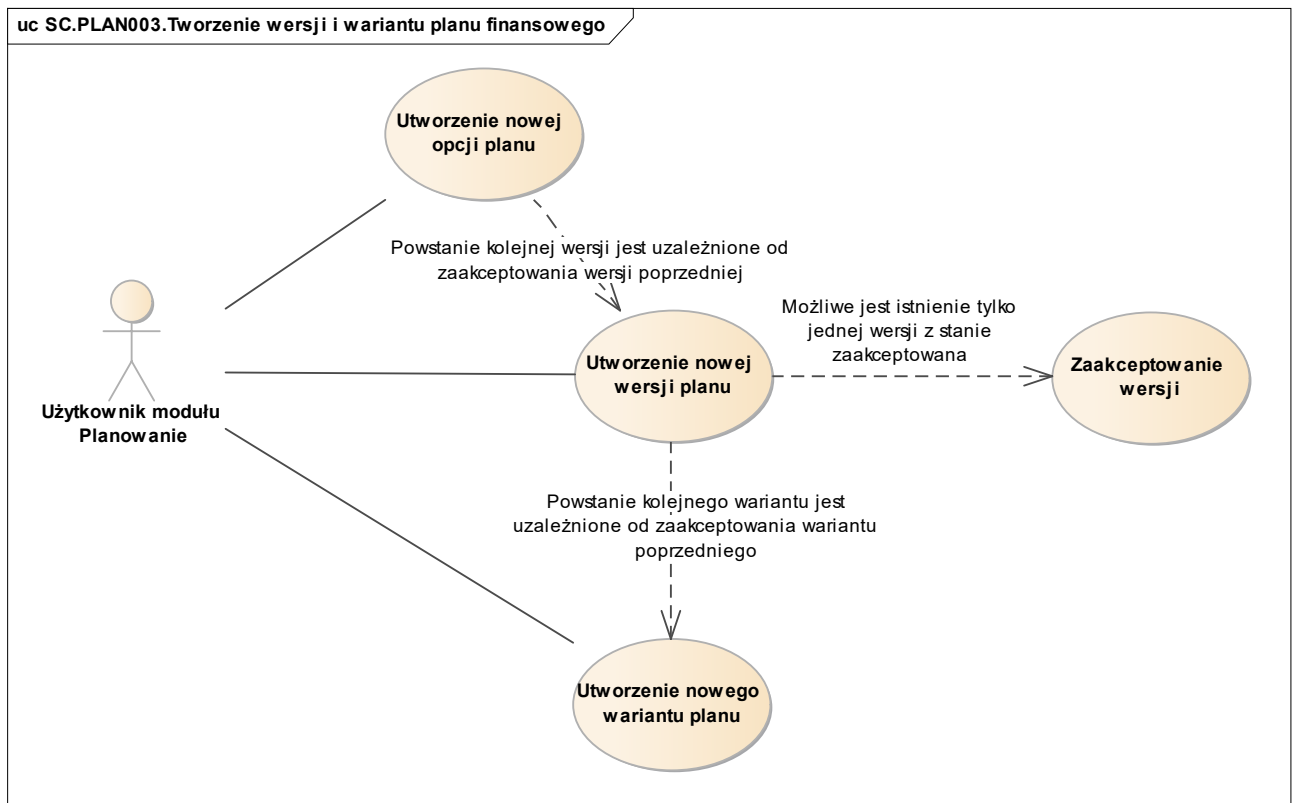 uc SC.PLAN003.Tworzenie wersji i wariantu planu finansowego
Utworzenie nowej
opcji planu
Powstanie kolejnej wersji jest uzależnione od
zaakceptowania wersji poprzedniej
Możliwe jest istnienie tylko
jednej wersji z stanie
zaakceptowana
Utworzenie nowej
wersji planu
Zaakceptowanie
wersji
Użytkownik modułu
Planowanie
Powstanie kolejnego wariantu jest
uzależnione od zaakceptowania wariantu
poprzedniego
Utworzenie nowego
wariantu planu